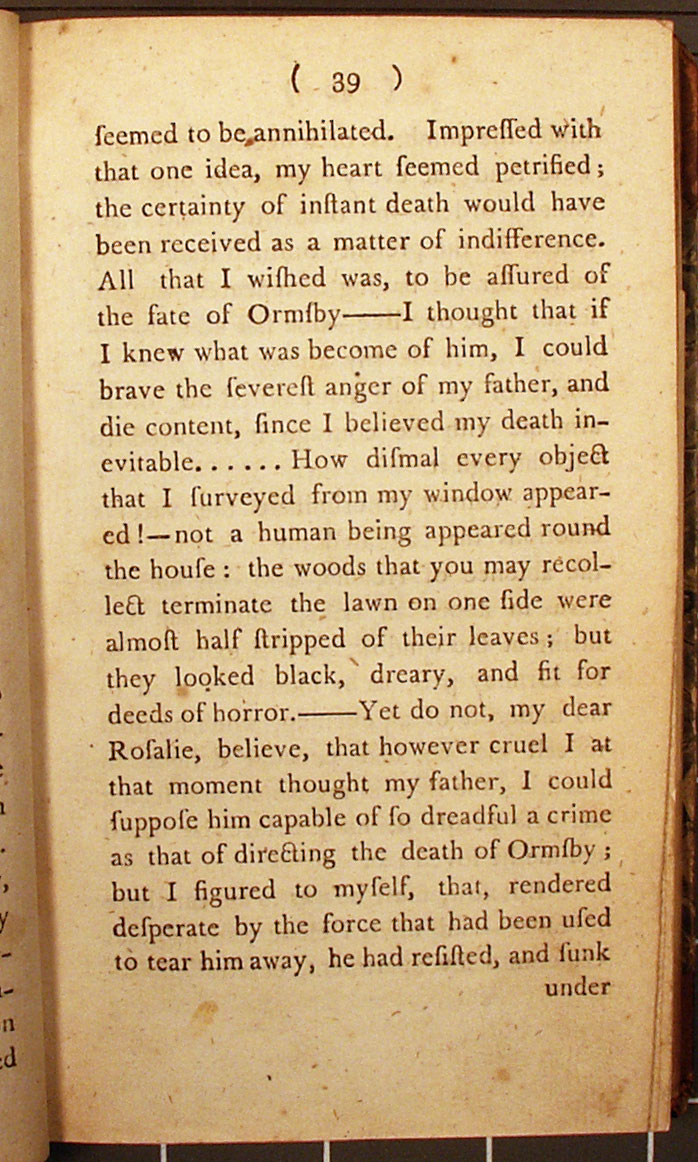 ( 39 )
ſeemed to be annihilated. Impreſſed with
that one idea, my heart ſeemed petrified;
the certainty of inſtant death would have
been received as a matter of indifference.
All that I wiſhed was, to be aſſured of
the fate of Ormſby——I thought that if
I knew what was become of him, I could
brave the ſevereſt anger of my father, and
die content, ſince I believed my death in-
evitable. . . . . . How diſmal every object
that I ſurveyed from my window appear-
ed!—not a human being appeared round
the houſe: the woods that you may recol-
lect terminate the lawn on one ſide were
almoſt half ſtripped of their leaves; but
they looked black, dreary, and fit for
deeds of horror.——Yet do not, my dear
Roſalie, believe, that however cruel I at
that moment thought my father, I could
ſuppoſe him capable of ſo dreadful a crime
as that of directing the death of Ormſby;
but I figured to myſelf, that, rendered
deſperate by the force that had been uſed
to tear him away, he had reſiſted, and ſunk
under